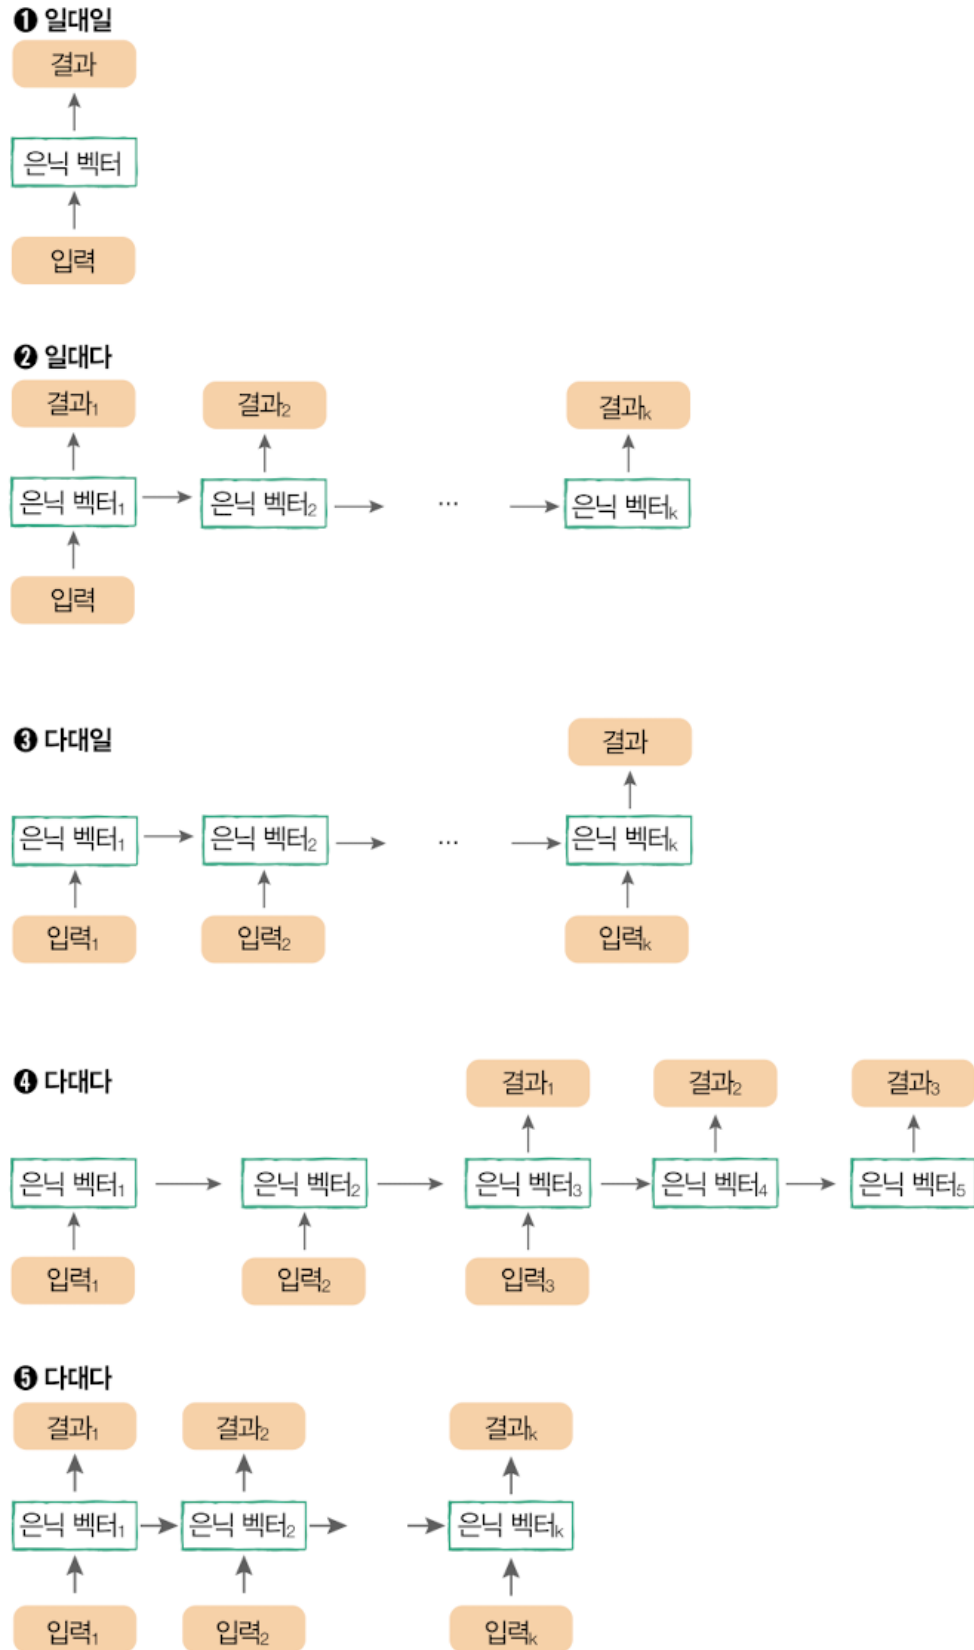 ❶ 일대일
결과
은닉 벡터
입력
❷ 일대다
결과₁ 결과₂ 결과ₖ
은닉 벡터₁ 은닉 벡터₂ ... 은닉 벡터ₖ
입력
❸ 다대일
결과
은닉 벡터₁ 은닉 벡터₂ ... 은닉 벡터ₖ
입력₁ 입력₂ 입력ₖ
❹ 다대다
결과₁ 결과₂ 결과₃
은닉 벡터₁ 은닉 벡터₂ 은닉 벡터₃ 은닉 벡터₄ 은닉 벡터₅
입력₁ 입력₂ 입력₃
❺ 다대다
결과₁ 결과₂ 결과ₖ
은닉 벡터₁ 은닉 벡터₂ 은닉 벡터ₖ
입력₁ 입력₂ 입력ₖ